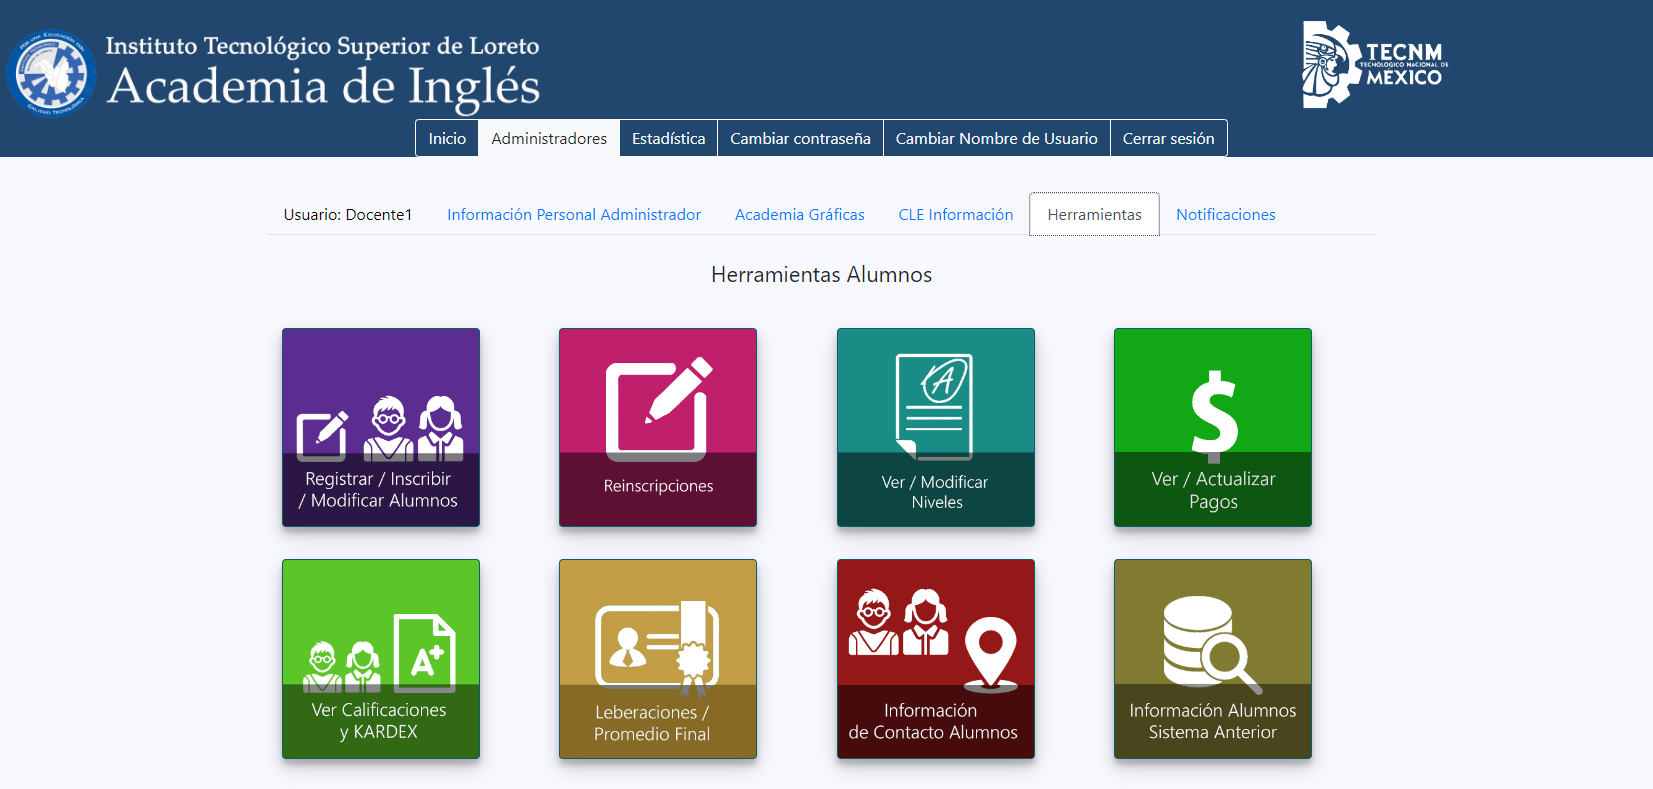 Instituto Tecnológico Superior de Loreto
Academia de Inglés
TECNM
TECNOLÓGICO NACIONAL DE
MÉXICO
Inicio
Administradores
Estadística
Cambiar contraseña
Cambiar Nombre de Usuario
Cerrar sesión
Usuario: Docente1
Información Personal Administrador
Academia Gráficas
CLE Información
Herramientas
Notificaciones
Herramientas Alumnos
Registrar / Inscribir
/ Modificar Alumnos
Reinscripciones
A
Ver / Modificar
Niveles
$
Ver / Actualizar
Pagos
A+
Ver Calificaciones
y KARDEX
Leberaciones /
Promedio Final
Información
de Contacto Alumnos
Información Alumnos
Sistema Anterior